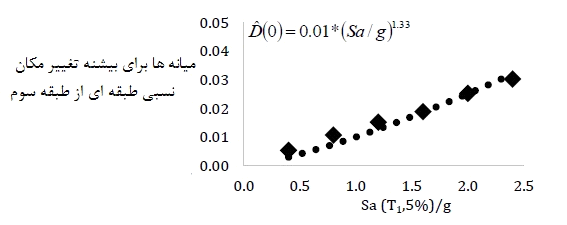 D̂(0) = 0.01*(Sa / g)^1.33
میانه ها برای بیشنه تغییر مکان
نسبی طبقه ای از طبقه سوم
0.05
0.04
0.03
0.02
0.01
0.00
0.0 0.5 1.0 1.5 2.0 2.5
Sa (T₁,5%)/g